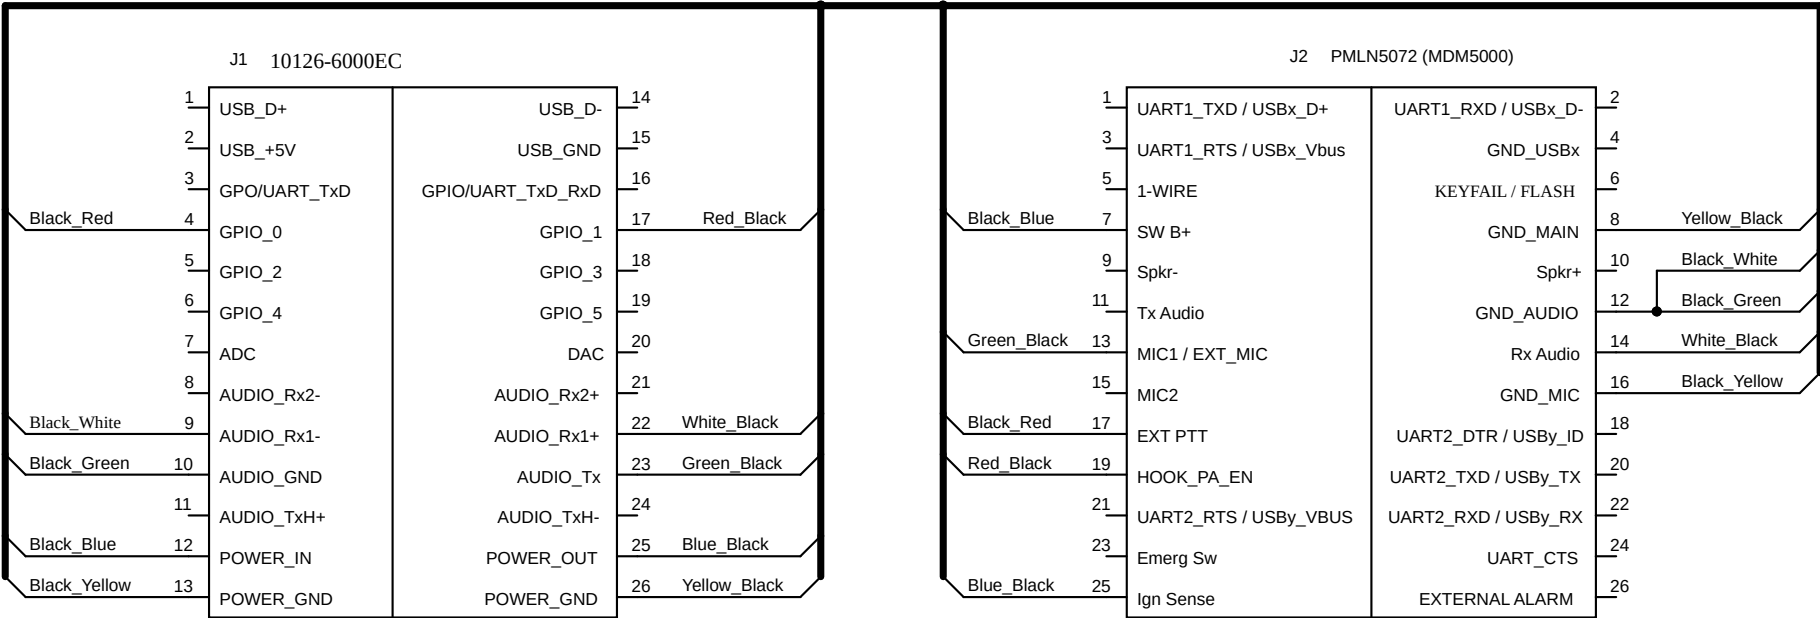 J1 10126-6000EC
1 USB_D+ USB_D- 14
2 USB_+5V USB_GND 15
3 GPO/UART_TxD GPIO/UART_TxD_RxD 16
Black_Red 4 GPIO_0 GPIO_1 17 Red_Black
5 GPIO_2 GPIO_3 18
6 GPIO_4 GPIO_5 19
7 ADC DAC 20
8 AUDIO_Rx2- AUDIO_Rx2+ 21
Black_White 9 AUDIO_Rx1- AUDIO_Rx1+ 22 White_Black
Black_Green 10 AUDIO_GND AUDIO_Tx 23 Green_Black
11 AUDIO_TxH+ AUDIO_TxH- 24
Black_Blue 12 POWER_IN POWER_OUT 25 Blue_Black
Black_Yellow 13 POWER_GND POWER_GND 26 Yellow_Black
J2 PMLN5072 (MDM5000)
1 UART1_TXD / USBx_D+ UART1_RXD / USBx_D- 2
3 UART1_RTS / USBx_Vbus GND_USBx 4
5 1-WIRE KEYFAIL / FLASH 6
Black_Blue 7 SW B+ GND_MAIN 8 Yellow_Black
9 Spkr- Spkr+ 10 Black_White
11 Tx Audio GND_AUDIO 12 Black_Green
Green_Black 13 MIC1 / EXT_MIC Rx Audio 14 White_Black
15 MIC2 GND_MIC 16 Black_Yellow
Black_Red 17 EXT PTT UART2_DTR / USBy_ID 18
Red_Black 19 HOOK_PA_EN UART2_TXD / USBy_TX 20
21 UART2_RTS / USBy_VBUS UART2_RXD / USBy_RX 22
23 Emerg Sw UART_CTS 24
Blue_Black 25 Ign Sense EXTERNAL ALARM 26